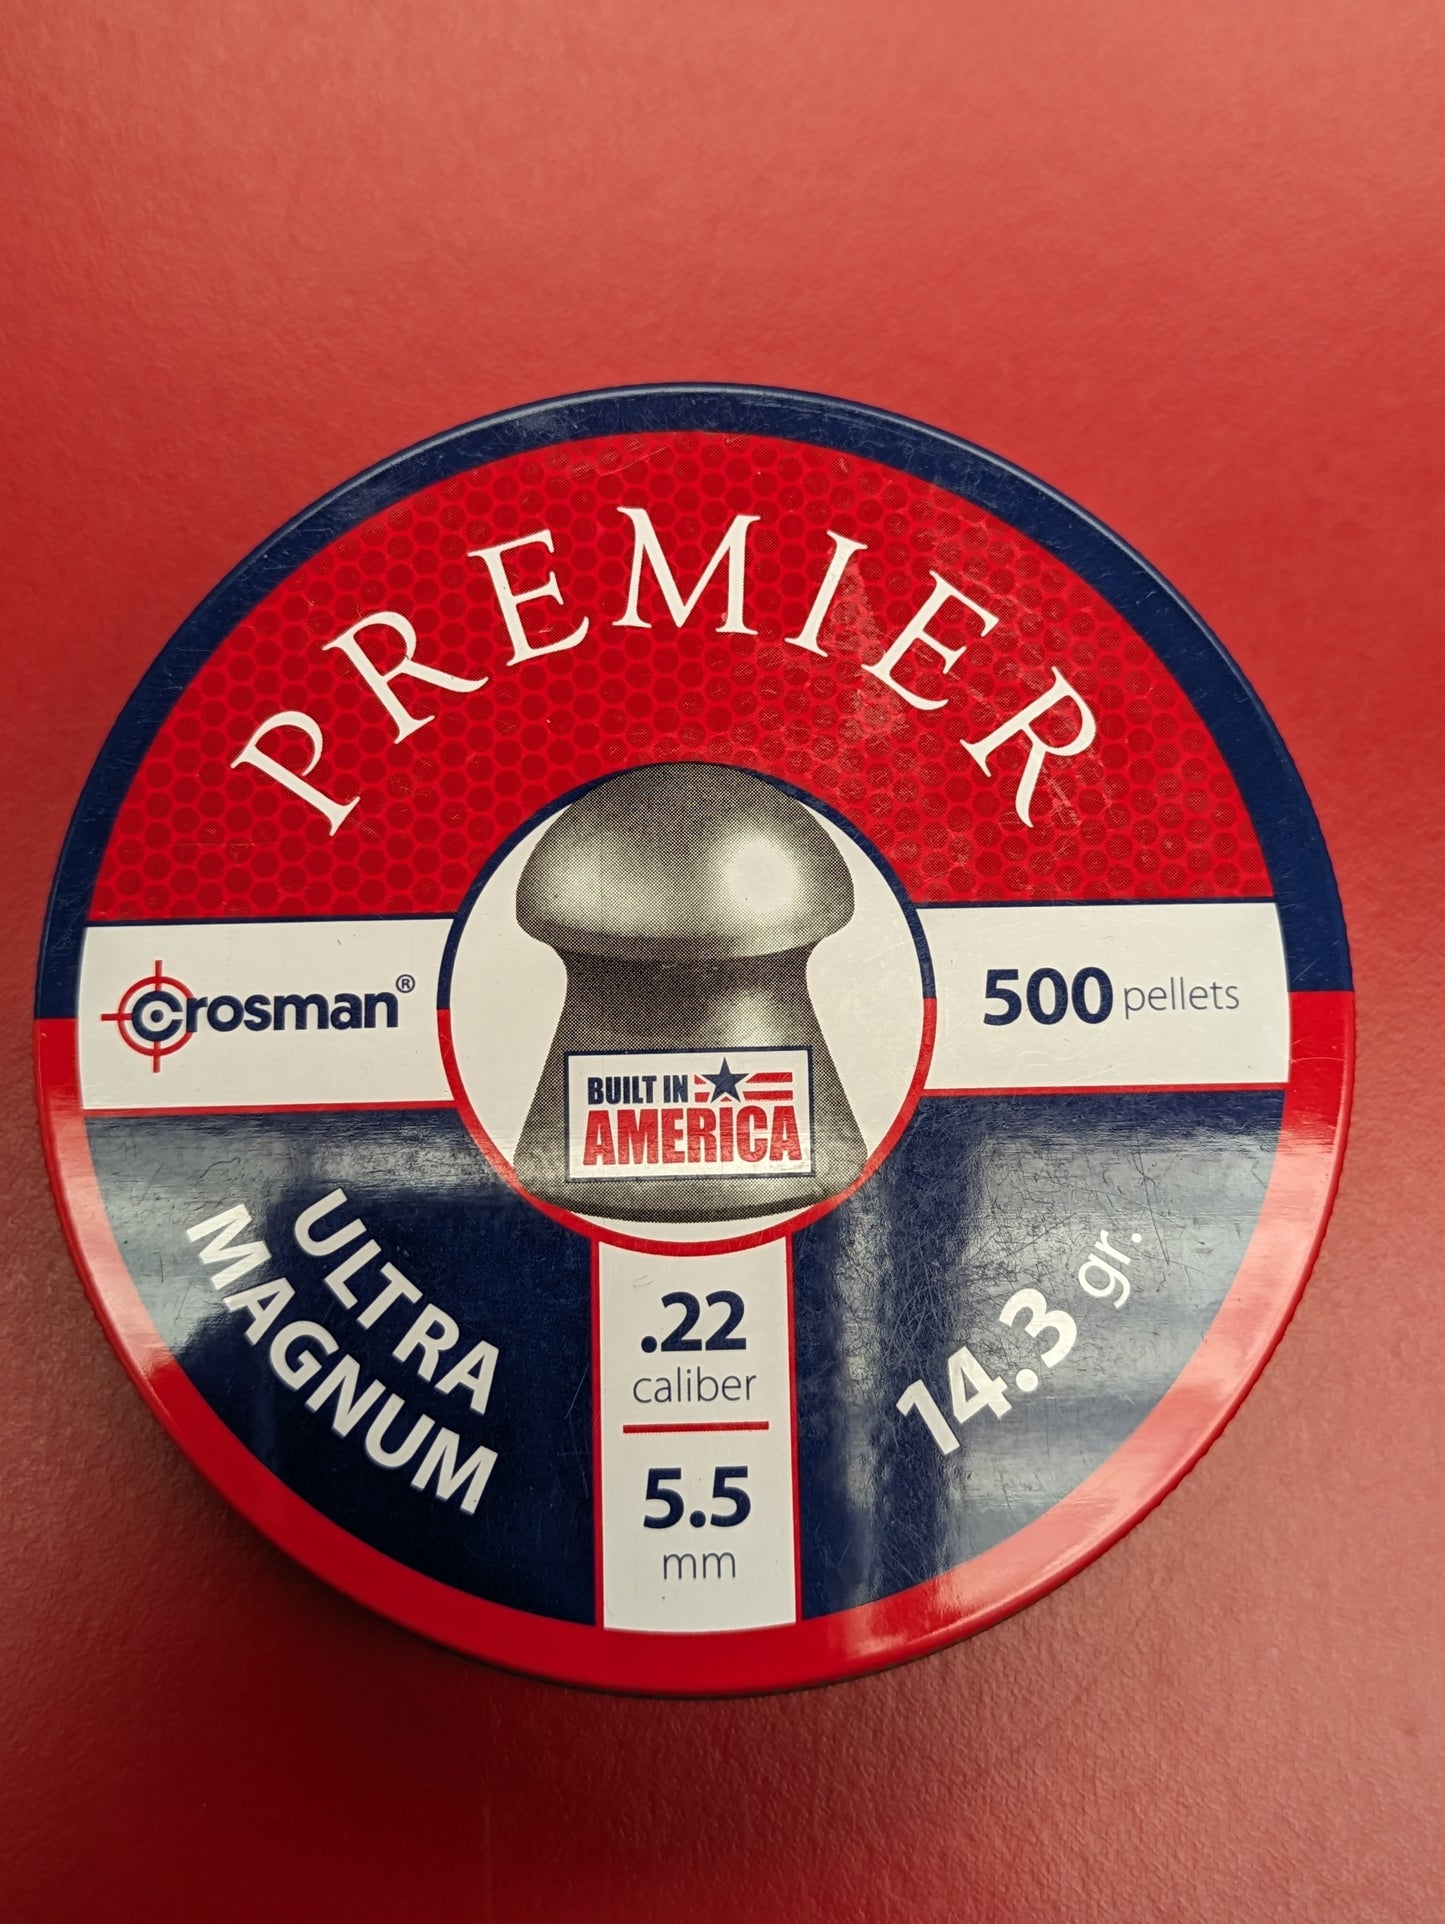 PREMIER
Crosman®
500 pellets
BUILT IN
AMERICA
ULTRA
MAGNUM
.22
caliber
5.5
mm
14.3 gr.